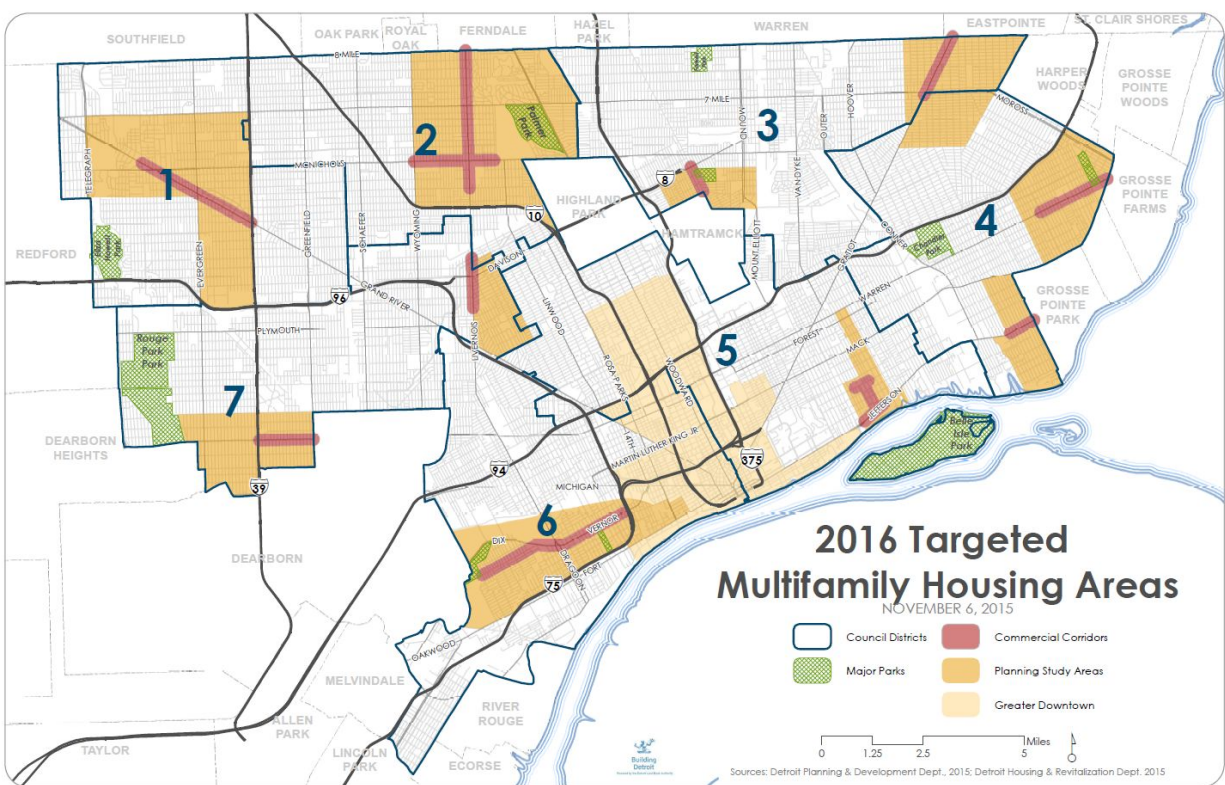 SOUTHFIELD
OAK PARK
ROYAL
OAK
FERNDALE
HAZEL
PARK
WARREN
EASTPOINTE
ST. CLAIR SHORES
8 MILE
HARPER
WOODS
GROSSE
POINTE
WOODS
7 MILE
MOUND
OUTER
HOOVER
MOROSS
Palmer
Park
3
2
TELEGRAPH
MCNICHOLS
1
8
GROSSE
POINTE
FARMS
HIGHLAND
PARK
10
HAMTRAMCK
VAN DYKE
4
REDFORD
EVERGREEN
GREENFIELD
SCHAEFER
WYOMING
DAVISON
MOUNT ELLIOTT
GRATIOT
CONNER
Chandler
Park
96
GRAND RIVER
LINWOOD
WARREN
GROSSE
POINTE
PARK
PLYMOUTH
LIVERNOIS
FOREST
MACK
Rouge
Park Park
5
ROSA PARKS
WOODWARD
7
JEFFERSON
14TH
MARTIN LUTHER KING JR
Belle
Isle
Park
DEARBORN
HEIGHTS
94
375
MICHIGAN
39
6
VERNOR
DIX
DRAGOON
FORT
75
DEARBORN
OAKWOOD
MELVINDALE
RIVER
ROUGE
ALLEN
PARK
TAYLOR
LINCOLN
PARK
ECORSE
2016 Targeted
Multifamily Housing Areas
NOVEMBER 6, 2015
Council Districts
Commercial Corridors
Major Parks
Planning Study Areas
Greater Downtown
Miles
0 1.25 2.5 5
Building
Detroit
Sources: Detroit Planning & Development Dept., 2015; Detroit Housing & Revitalization Dept. 2015